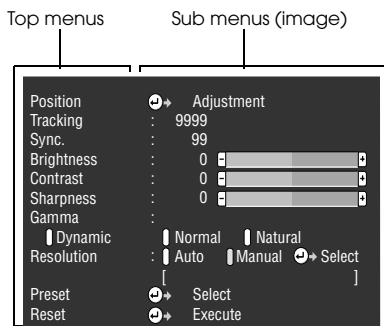 Top menus Sub menus (image)
Position Adjustment
Tracking : 9999
Sync. : 99
Brightness : 0 - +
Contrast : 0 - +
Sharpness : 0 - +
Gamma :
Dynamic Normal Natural
Resolution : Auto Manual Select
[ ]
Preset Select
Reset Execute